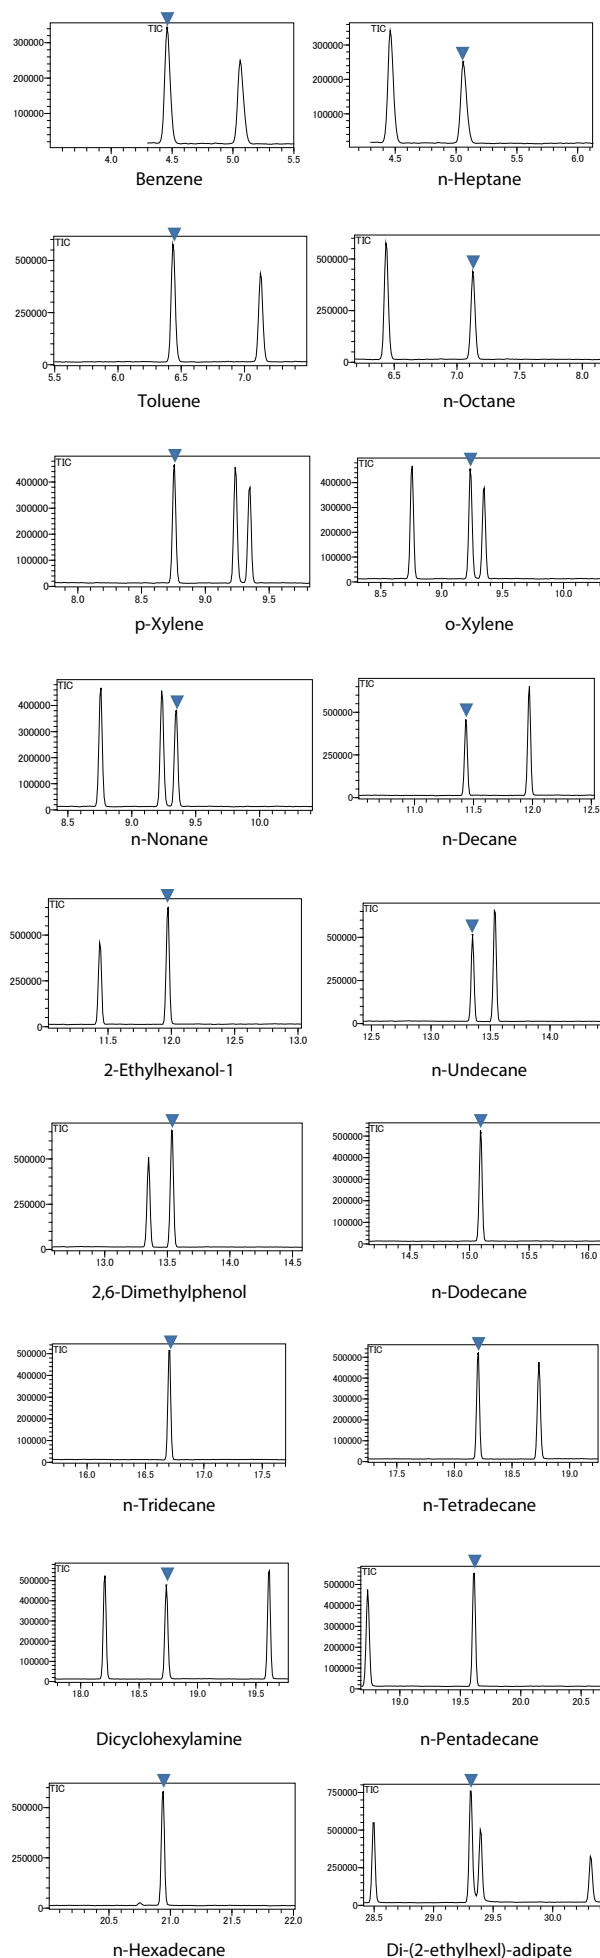 TIC
300000
200000
100000
4.0 4.5 5.0 5.5
Benzene
TIC
300000
200000
100000
4.5 5.0 5.5 6.0
n-Heptane
TIC
500000
250000
0
5.5 6.0 6.5 7.0
Toluene
TIC
500000
250000
0
6.5 7.0 7.5 8.0
n-Octane
TIC
400000
300000
200000
100000
0
8.0 8.5 9.0 9.5
p-Xylene
TIC
400000
300000
200000
100000
0
8.5 9.0 9.5 10.0
o-Xylene
TIC
400000
300000
200000
100000
0
8.5 9.0 9.5 10.0
n-Nonane
TIC
500000
250000
0
11.0 11.5 12.0 12.5
n-Decane
TIC
500000
250000
0
11.5 12.0 12.5 13.0
2-Ethylhexanol-1
TIC
500000
250000
0
12.5 13.0 13.5 14.0
n-Undecane
TIC
500000
250000
0
13.0 13.5 14.0 14.5
2,6-Dimethylphenol
TIC
500000
400000
300000
200000
100000
0
14.5 15.0 15.5 16.0
n-Dodecane
TIC
500000
400000
300000
200000
100000
0
16.0 16.5 17.0 17.5
n-Tridecane
TIC
500000
400000
300000
200000
100000
0
17.5 18.0 18.5 19.0
n-Tetradecane
TIC
500000
400000
300000
200000
100000
0
18.0 18.5 19.0 19.5
Dicyclohexylamine
TIC
500000
400000
300000
200000
100000
0
19.0 19.5 20.0 20.5
n-Pentadecane
TIC
500000
250000
0
20.5 21.0 21.5 22.0
n-Hexadecane
TIC
750000
500000
250000
0
28.5 29.0 29.5 30.0
Di-(2-ethylhexl)-adipate